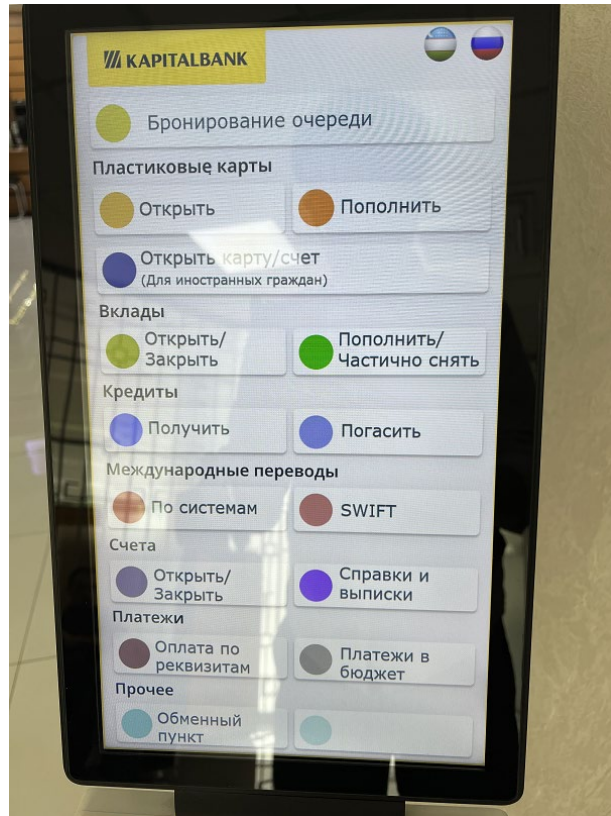 KAPITALBANK
Бронирование очереди
Пластиковые карты
Открыть
Пополнить
Открыть карту/счет
(Для иностранных граждан)
Вклады
Открыть/
Закрыть
Пополнить/
Частично снять
Кредиты
Получить
Погасить
Международные переводы
По системам
SWIFT
Счета
Открыть/
Закрыть
Справки и
выписки
Платежи
Оплата по
реквизитам
Платежи в
бюджет
Прочее
Обменный
пункт